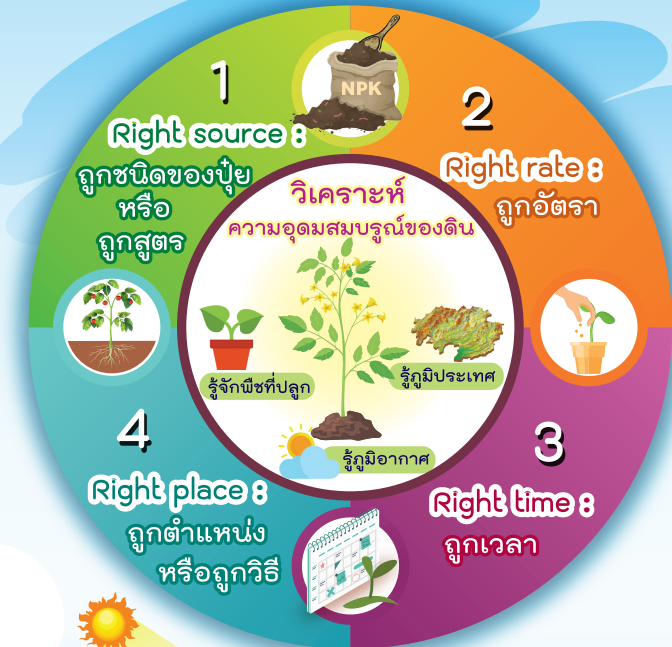 1
Right source :
ถูกชนิดของปุ๋ย
หรือ
ถูกสูตร
NPK
2
Right rate :
ถูกอัตรา
วิเคราะห์
ความอุดมสมบรูณ์ของดิน
รู้จักพืชที่ปลูก
รู้ภูมิประเทศ
รู้ภูมิอากาศ
3
Right time :
ถูกเวลา
4
Right place :
ถูกตำแหน่ง
หรือถูกวิธี